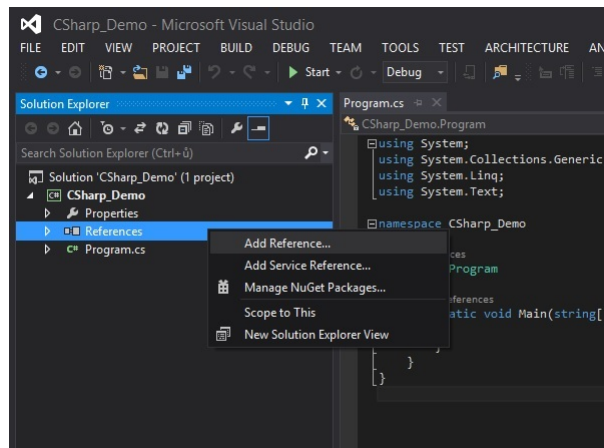 CSharp_Demo - Microsoft Visual Studio
FILE EDIT VIEW PROJECT BUILD DEBUG TEAM TOOLS TEST ARCHITECTURE AN
Start Debug
Solution Explorer
Program.cs
CSharp_Demo.Program
Search Solution Explorer (Ctrl+ů)
Solution 'CSharp_Demo' (1 project)
C# CSharp_Demo
Properties
References
C# Program.cs
Add Reference...
Add Service Reference...
Manage NuGet Packages...
Scope to This
New Solution Explorer View
using System;
using System.Collections.Generic
using System.Linq;
using System.Text;
namespace CSharp_Demo
ces
Program
eferences
atic void Main(string[
}
}
}